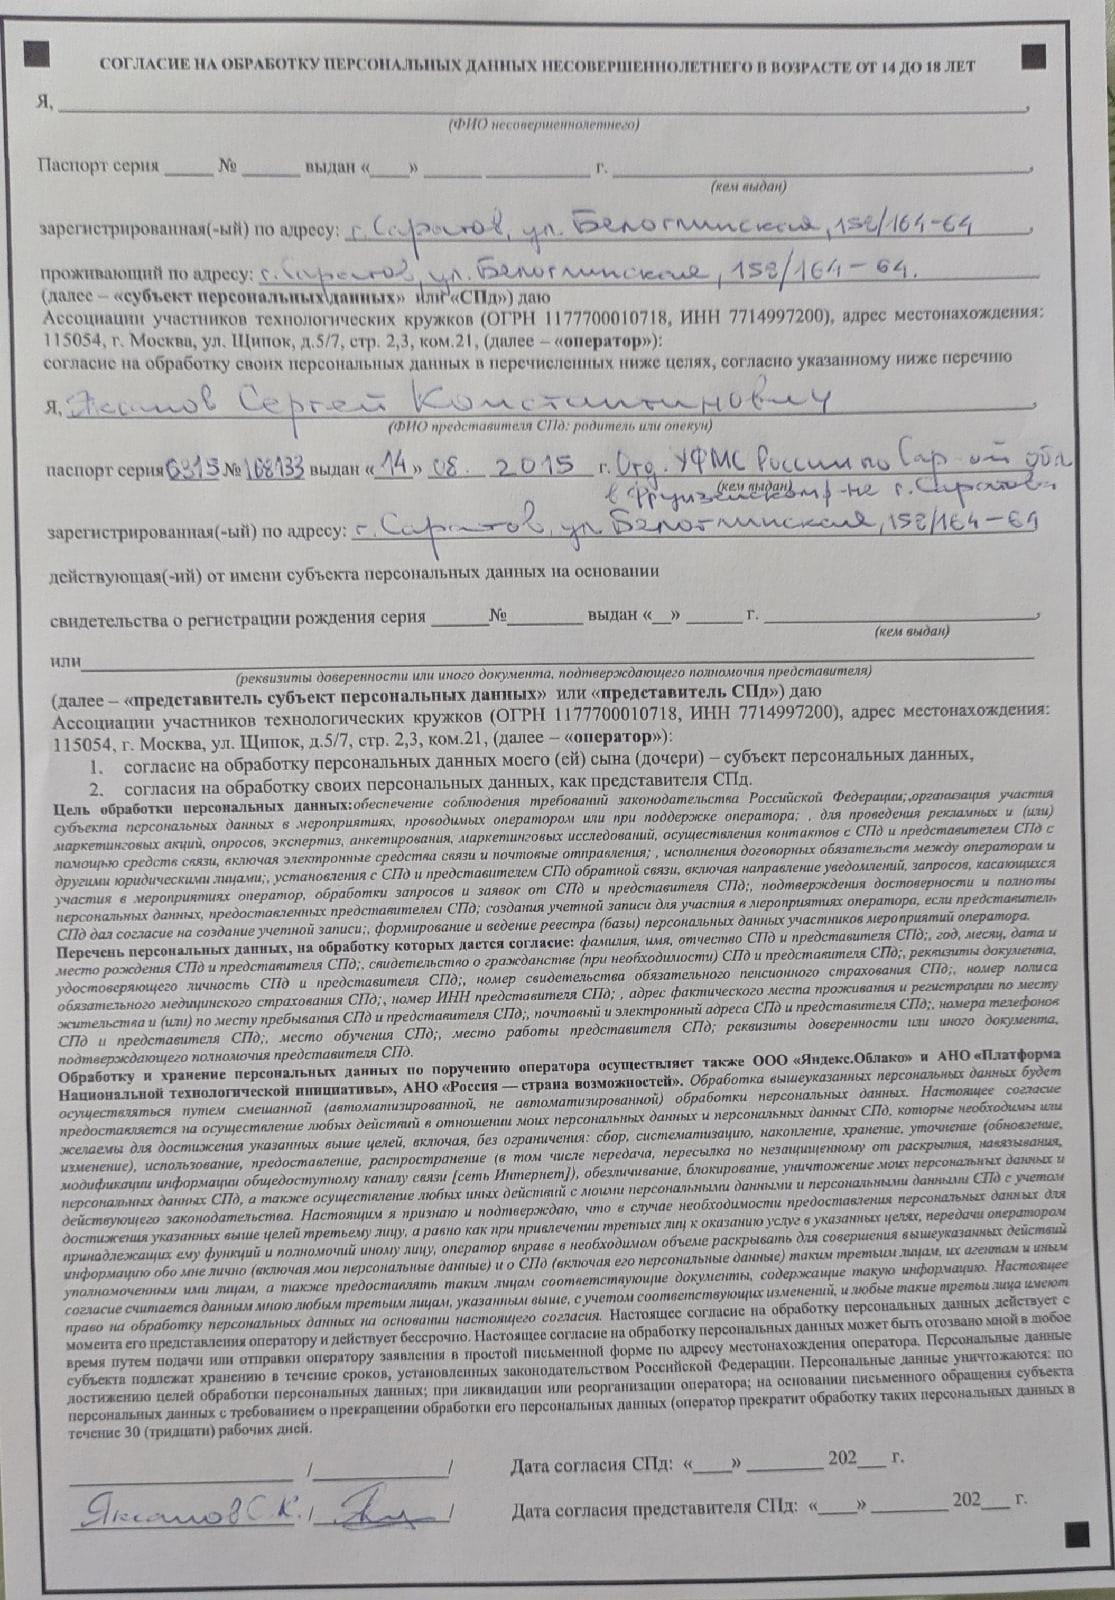 СОГЛАСИЕ НА ОБРАБОТКУ ПЕРСОНАЛЬНЫХ ДАННЫХ НЕСОВЕРШЕННОЛЕТНЕГО В ВОЗРАСТЕ ОТ 14 ДО 18 ЛЕТ
Я, ,
(ФИО несовершеннолетнего)
Паспорт серия _____ № ______ выдан «____» ______ __________ г. ,
(кем выдан)
зарегистрированная(-ый) по адресу: г. Саратов, ул. Белоглинская, 158/164-64 ,
проживающий по адресу: г. Саратов, ул. Белоглинская, 158/164-64.
(далее – «субъект персональных данных» или «СПд») даю
Ассоциации участников технологических кружков (ОГРН 1177700010718, ИНН 7714997200), адрес местонахождения:
115054, г. Москва, ул. Щипок, д.5/7, стр. 2,3, ком.21, (далее – «оператор»):
согласие на обработку своих персональных данных в перечисленных ниже целях, согласно указанному ниже перечню
Я, Яксанов Сергей Константинович ,
(ФИО представителя СПд: родитель или опекун)
паспорт серия 6315 № 168133 выдан «14» 08. 2015 г. Отд. УФМС России по Сар-ой обл
(кем выдан)
в Фрунзенском р-не г. Саратова
зарегистрированная(-ый) по адресу: г. Саратов, ул. Белоглинская, 158/164-64
действующая(-ий) от имени субъекта персональных данных на основании
свидетельства о регистрации рождения серия ______№________ выдан «__» ______ г. ,
(кем выдан)
или
(реквизиты доверенности или иного документа, подтверждающего полномочия представителя)
(далее – «представитель субъект персональных данных» или «представитель СПд») даю
Ассоциации участников технологических кружков (ОГРН 1177700010718, ИНН 7714997200), адрес местонахождения:
115054, г. Москва, ул. Щипок, д.5/7, стр. 2,3, ком.21, (далее – «оператор»):
1. согласие на обработку персональных данных моего (ей) сына (дочери) – субъект персональных данных,
2. согласия на обработку своих персональных данных, как представителя СПд.
Цель обработки персональных данных:обеспечение соблюдения требований законодательства Российской Федерации;,организация участия
субъекта персональных данных в мероприятиях, проводимых оператором или при поддержке оператора; , для проведения рекламных и (или)
маркетинговых акций, опросов, экспертиз, анкетирования, маркетинговых исследований, осуществления контактов с СПд и представителем СПд с
помощью средств связи, включая электронные средства связи и почтовые отправления; , исполнения договорных обязательств между оператором и
другими юридическими лицами;, установления с СПд и представителем СПд обратной связи, включая направление уведомлений, запросов, касающихся
участия в мероприятиях оператор, обработки запросов и заявок от СПд и представителя СПд;, подтверждения достоверности и полноты
персональных данных, предоставленных представителем СПд; создания учетной записи для участия в мероприятиях оператора, если представитель
СПд дал согласие на создание учетной записи;, формирование и ведение реестра (базы) персональных данных участников мероприятий оператора.
Перечень персональных данных, на обработку которых дается согласие: фамилия, имя, отчество СПд и представителя СПд;, год, месяц, дата и
место рождения СПд и представителя СПд;, свидетельство о гражданстве (при необходимости) СПд и представителя СПд;, реквизиты документа,
удостоверяющего личность СПд и представителя СПд;, номер свидетельства обязательного пенсионного страхования СПд;, номер полиса
обязательного медицинского страхования СПд;, номер ИНН представителя СПд; , адрес фактического места проживания и регистрации по месту
жительства и (или) по месту пребывания СПд и представителя СПд;, почтовый и электронный адреса СПд и представителя СПд;, номера телефонов
СПд и представителя СПд;, место обучения СПд;, место работы представителя СПд; реквизиты доверенности или иного документа,
подтверждающего полномочия представителя СПд.
Обработку и хранение персональных данных по поручению оператора осуществляет также ООО «Яндекс.Облако» и АНО «Платформа
Национальной технологической инициативы», АНО «Россия — страна возможностей». Обработка вышеуказанных персональных данных будет
осуществляться путем смешанной (автоматизированной, не автоматизированной) обработки персональных данных. Настоящее согласие
предоставляется на осуществление любых действий в отношении моих персональных данных и персональных данных СПд, которые необходимы или
желаемы для достижения указанных выше целей, включая, без ограничения: сбор, систематизацию, накопление, хранение, уточнение (обновление,
изменение), использование, предоставление, распространение (в том числе передача, пересылка по незащищенному от раскрытия, навязывания,
модификации информации общедоступному каналу связи [сеть Интернет]), обезличивание, блокирование, уничтожение моих персональных данных и
персональных данных СПд, а также осуществление любых иных действий с моими персональными данными и персональными данными СПд с учетом
действующего законодательства. Настоящим я признаю и подтверждаю, что в случае необходимости предоставления персональных данных для
достижения указанных выше целей третьему лицу, а равно как при привлечении третьих лиц к оказанию услуг в указанных целях, передачи оператором
принадлежащих ему функций и полномочий иному лицу, оператор вправе в необходимом объеме раскрывать для совершения вышеуказанных действий
информацию обо мне лично (включая мои персональные данные) и о СПд (включая его персональные данные) таким третьим лицам, их агентам и иным
уполномоченным ими лицам, а также предоставлять таким лицам соответствующие документы, содержащие такую информацию. Настоящее
согласие считается данным мною любым третьим лицам, указанным выше, с учетом соответствующих изменений, и любые такие третьи лица имеют
право на обработку персональных данных на основании настоящего согласия. Настоящее согласие на обработку персональных данных действует с
момента его представления оператору и действует бессрочно. Настоящее согласие на обработку персональных данных может быть отозвано мной в любое
время путем подачи или отправки оператору заявления в простой письменной форме по адресу местонахождения оператора. Персональные данные
субъекта подлежат хранению в течение сроков, установленных законодательством Российской Федерации. Персональные данные уничтожаются: по
достижению целей обработки персональных данных; при ликвидации или реорганизации оператора; на основании письменного обращения субъекта
персональных данных с требованием о прекращении обработки его персональных данных (оператор прекратит обработку таких персональных данных в
течение 30 (тридцати) рабочих дней.
/ / Дата согласия СПд: «____» ________ 202___ г.
Яксанов С.К. / / Дата согласия представителя СПд: «____» ________ 202___ г.